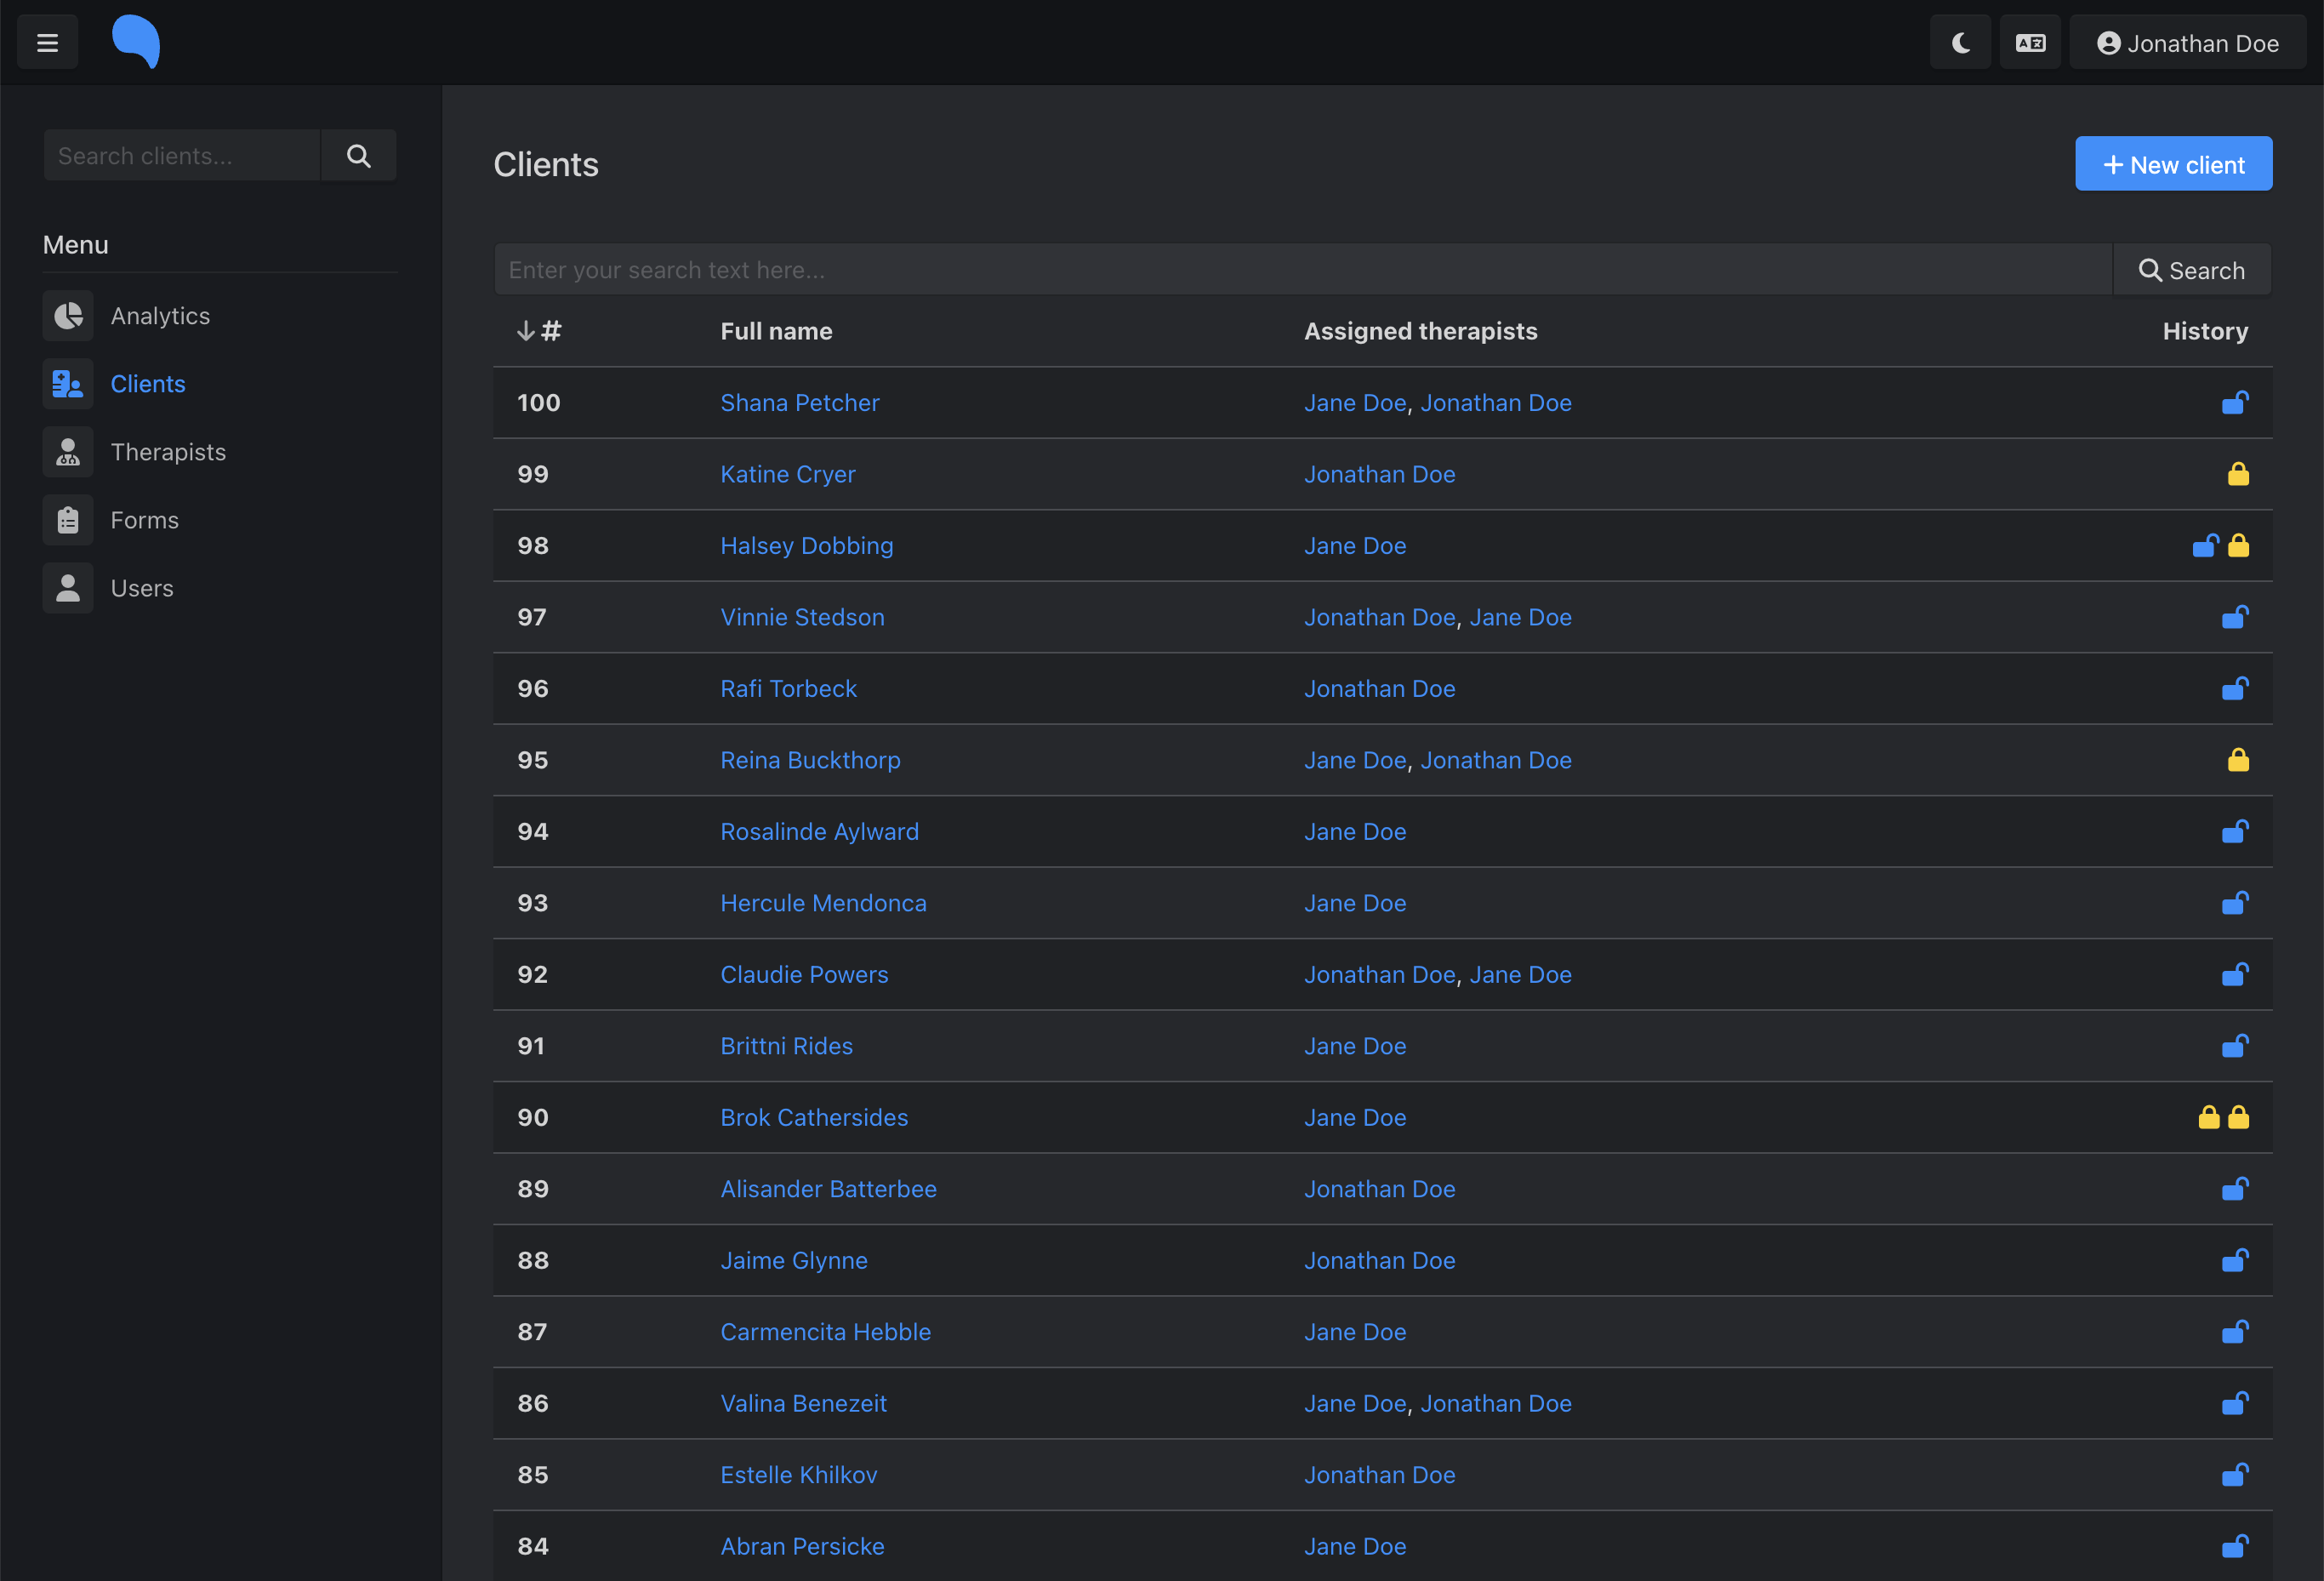 Jonathan Doe
Search clients...
Menu
Analytics
Clients
Therapists
Forms
Users
Clients
+ New client
Enter your search text here... Search
# Full name Assigned therapists History
100 Shana Petcher Jane Doe, Jonathan Doe
99 Katine Cryer Jonathan Doe
98 Halsey Dobbing Jane Doe
97 Vinnie Stedson Jonathan Doe, Jane Doe
96 Rafi Torbeck Jonathan Doe
95 Reina Buckthorp Jane Doe, Jonathan Doe
94 Rosalinde Aylward Jane Doe
93 Hercule Mendonca Jane Doe
92 Claudie Powers Jonathan Doe, Jane Doe
91 Brittni Rides Jane Doe
90 Brok Cathersides Jane Doe
89 Alisander Batterbee Jonathan Doe
88 Jaime Glynne Jonathan Doe
87 Carmencita Hebble Jane Doe
86 Valina Benezeit Jane Doe, Jonathan Doe
85 Estelle Khilkov Jonathan Doe
84 Abran Persicke Jane Doe